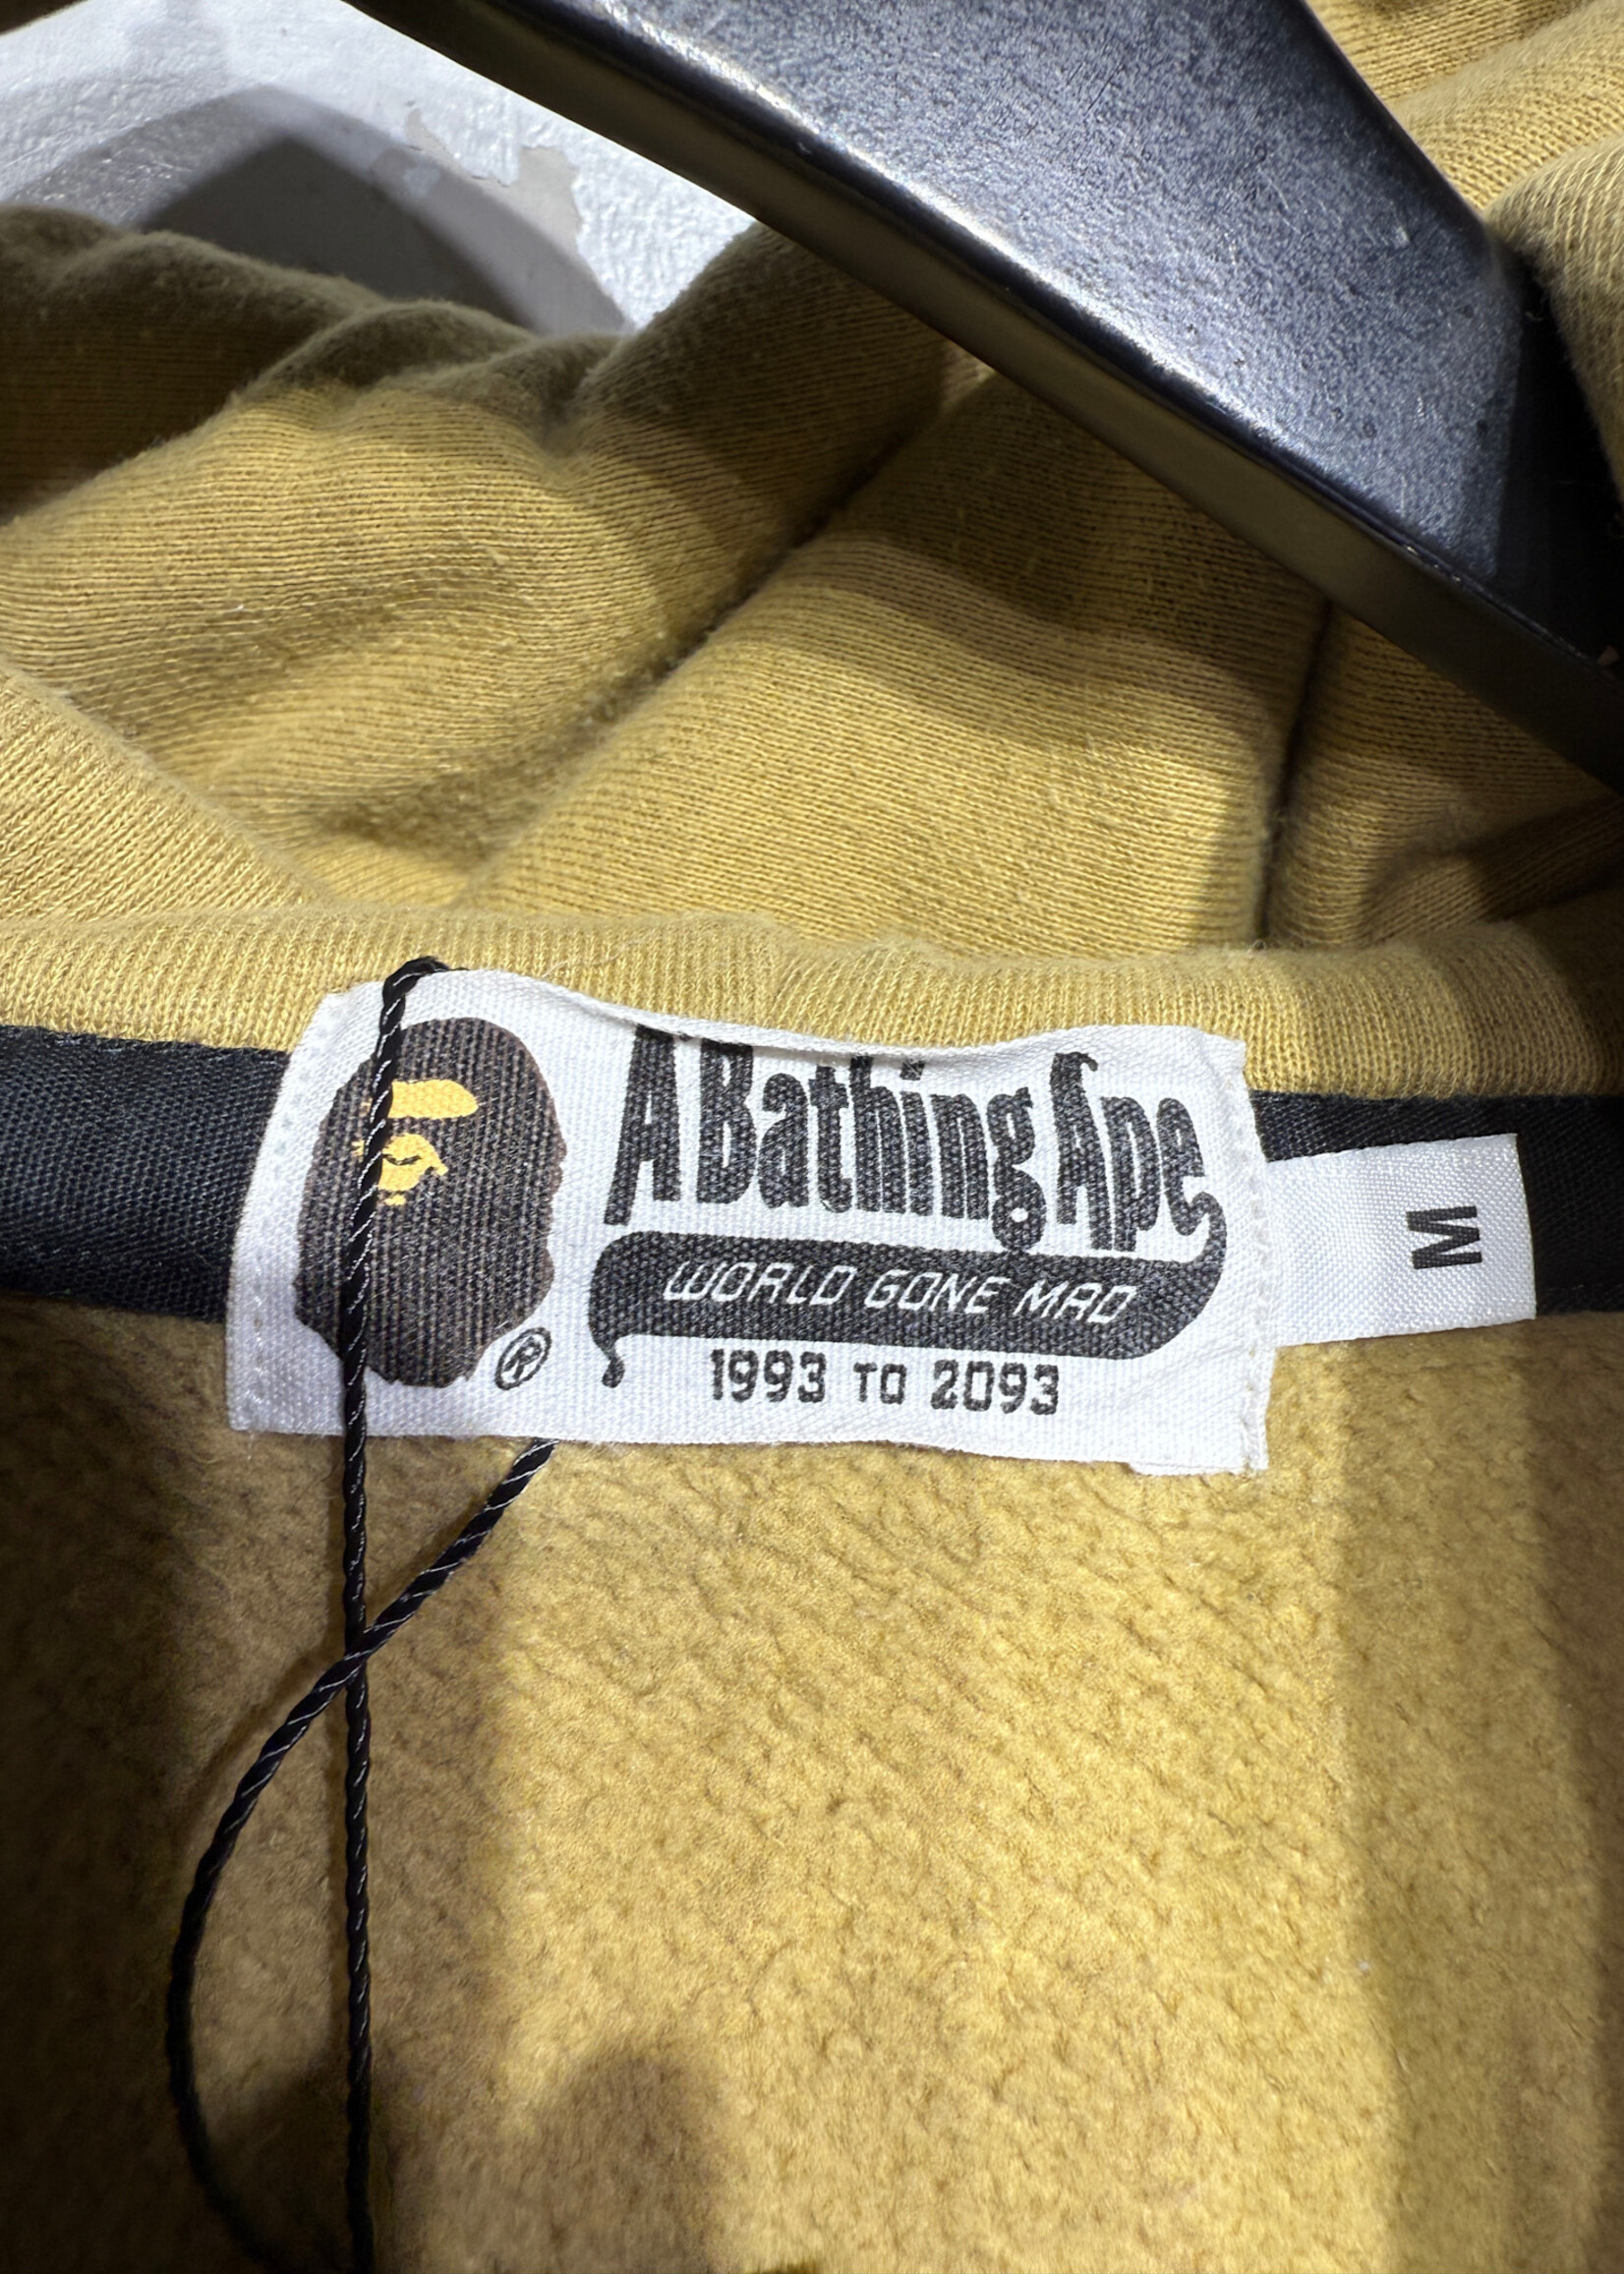 A Bathing Ape
WORLD GONE MAD
1993 TO 2093
®
M